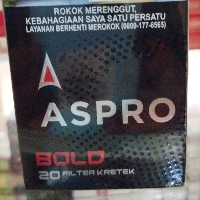 ROKOK MERENGGUT,
KEBAHAGIAAN SAYA SATU PERSATU
LAYANAN BERHENTI MEROKOK (0800-177-6565)
ASPRO
BOLD
20 FILTER KRETEK